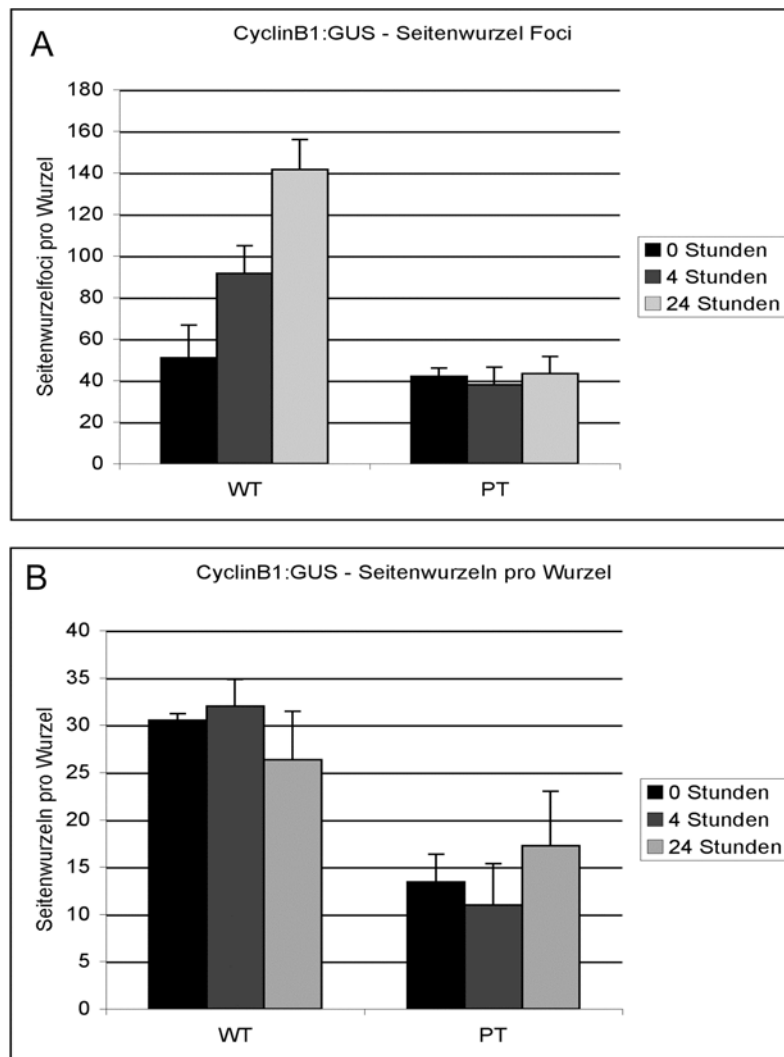 A
CyclinB1:GUS - Seitenwurzel Foci
Seitenwurzelfoci pro Wurzel
180
160
140
120
100
80
60
40
20
0
WT
PT
0 Stunden
4 Stunden
24 Stunden
B
CyclinB1:GUS - Seitenwurzeln pro Wurzel
Seitenwurzeln pro Wurzel
40
35
30
25
20
15
10
5
0
WT
PT
0 Stunden
4 Stunden
24 Stunden